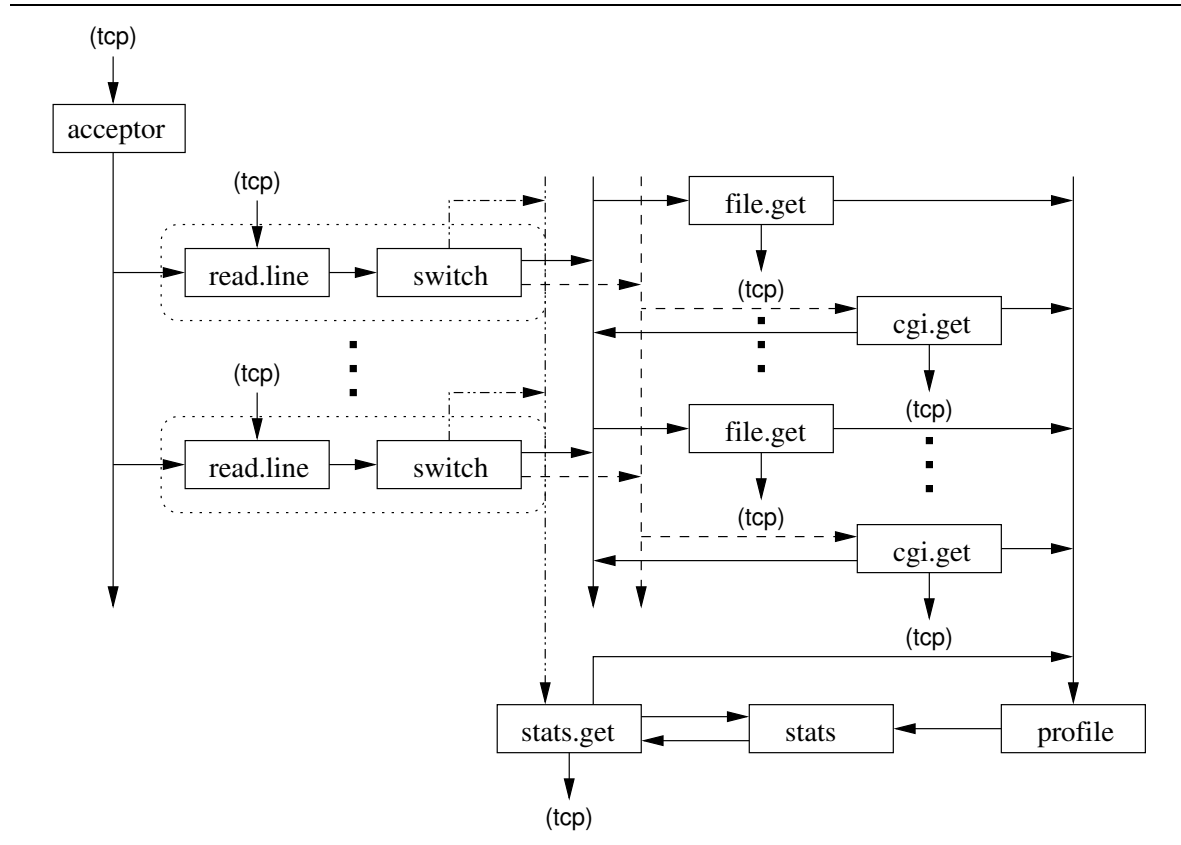 (tcp)
acceptor
(tcp)
file.get
read.line
switch
(tcp)
cgi.get
(tcp)
(tcp)
file.get
read.line
switch
(tcp)
cgi.get
(tcp)
stats.get
stats
profile
(tcp)